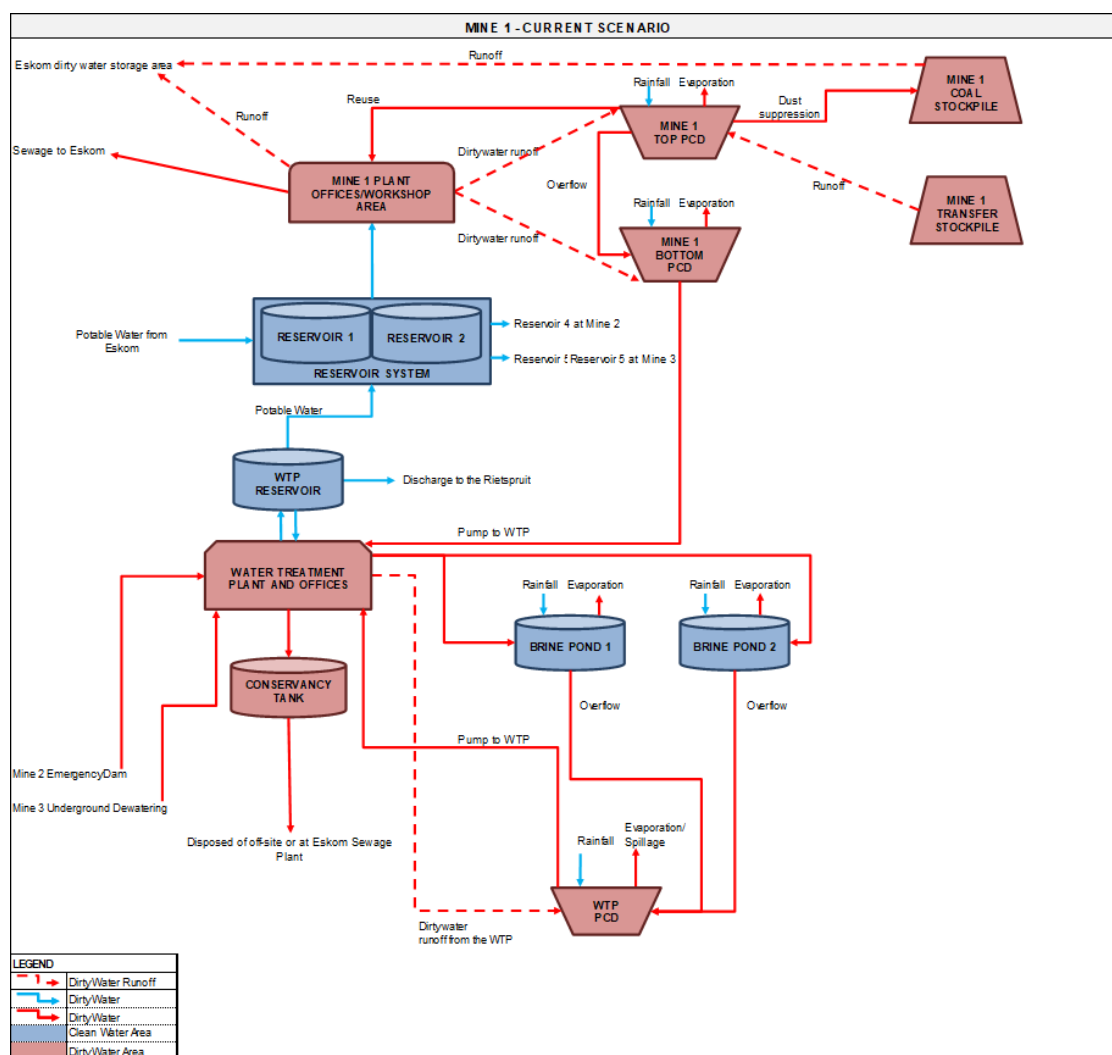 MINE 1 - CURRENT SCENARIO
Runoff
Eskom dirty water storage area
MINE 1
COAL
STOCKPILE
Rainfall
Evaporation
Reuse
Dust
suppression
Runoff
MINE 1
TOP PCD
Sewage to Eskom
Dirtywater runoff
MINE 1 PLANT
OFFICES/WORKSHOP
AREA
Overflow
Runoff
MINE 1
TRANSFER
STOCKPILE
Rainfall
Evaporation
Dirtywater runoff
MINE 1
BOTTOM
PCD
Potable Water from
Eskom
RESERVOIR 1
RESERVOIR 2
RESERVOIR SYSTEM
Reservoir 4 at Mine 2
Reservoir 5 Reservoir 5 at Mine 3
Potable Water
WTP
RESERVOIR
Discharge to the Rietspruit
Pump to WTP
WATER TREATMENT
PLANT AND OFFICES
Rainfall
Evaporation
Rainfall
Evaporation
BRINE POND 1
BRINE POND 2
CONSERVANCY
TANK
Overflow
Overflow
Pump to WTP
Mine 2 EmergencyDam
Mine 3 Underground Dewatering
Disposed of off-site or at Eskom Sewage
Plant
Rainfall
Evaporation/
Spillage
WTP
PCD
Dirtywater
runoff from the WTP
LEGEND
DirtyWater Runoff
DirtyWater
DirtyWater
Clean Water Area
DirtyWater Area